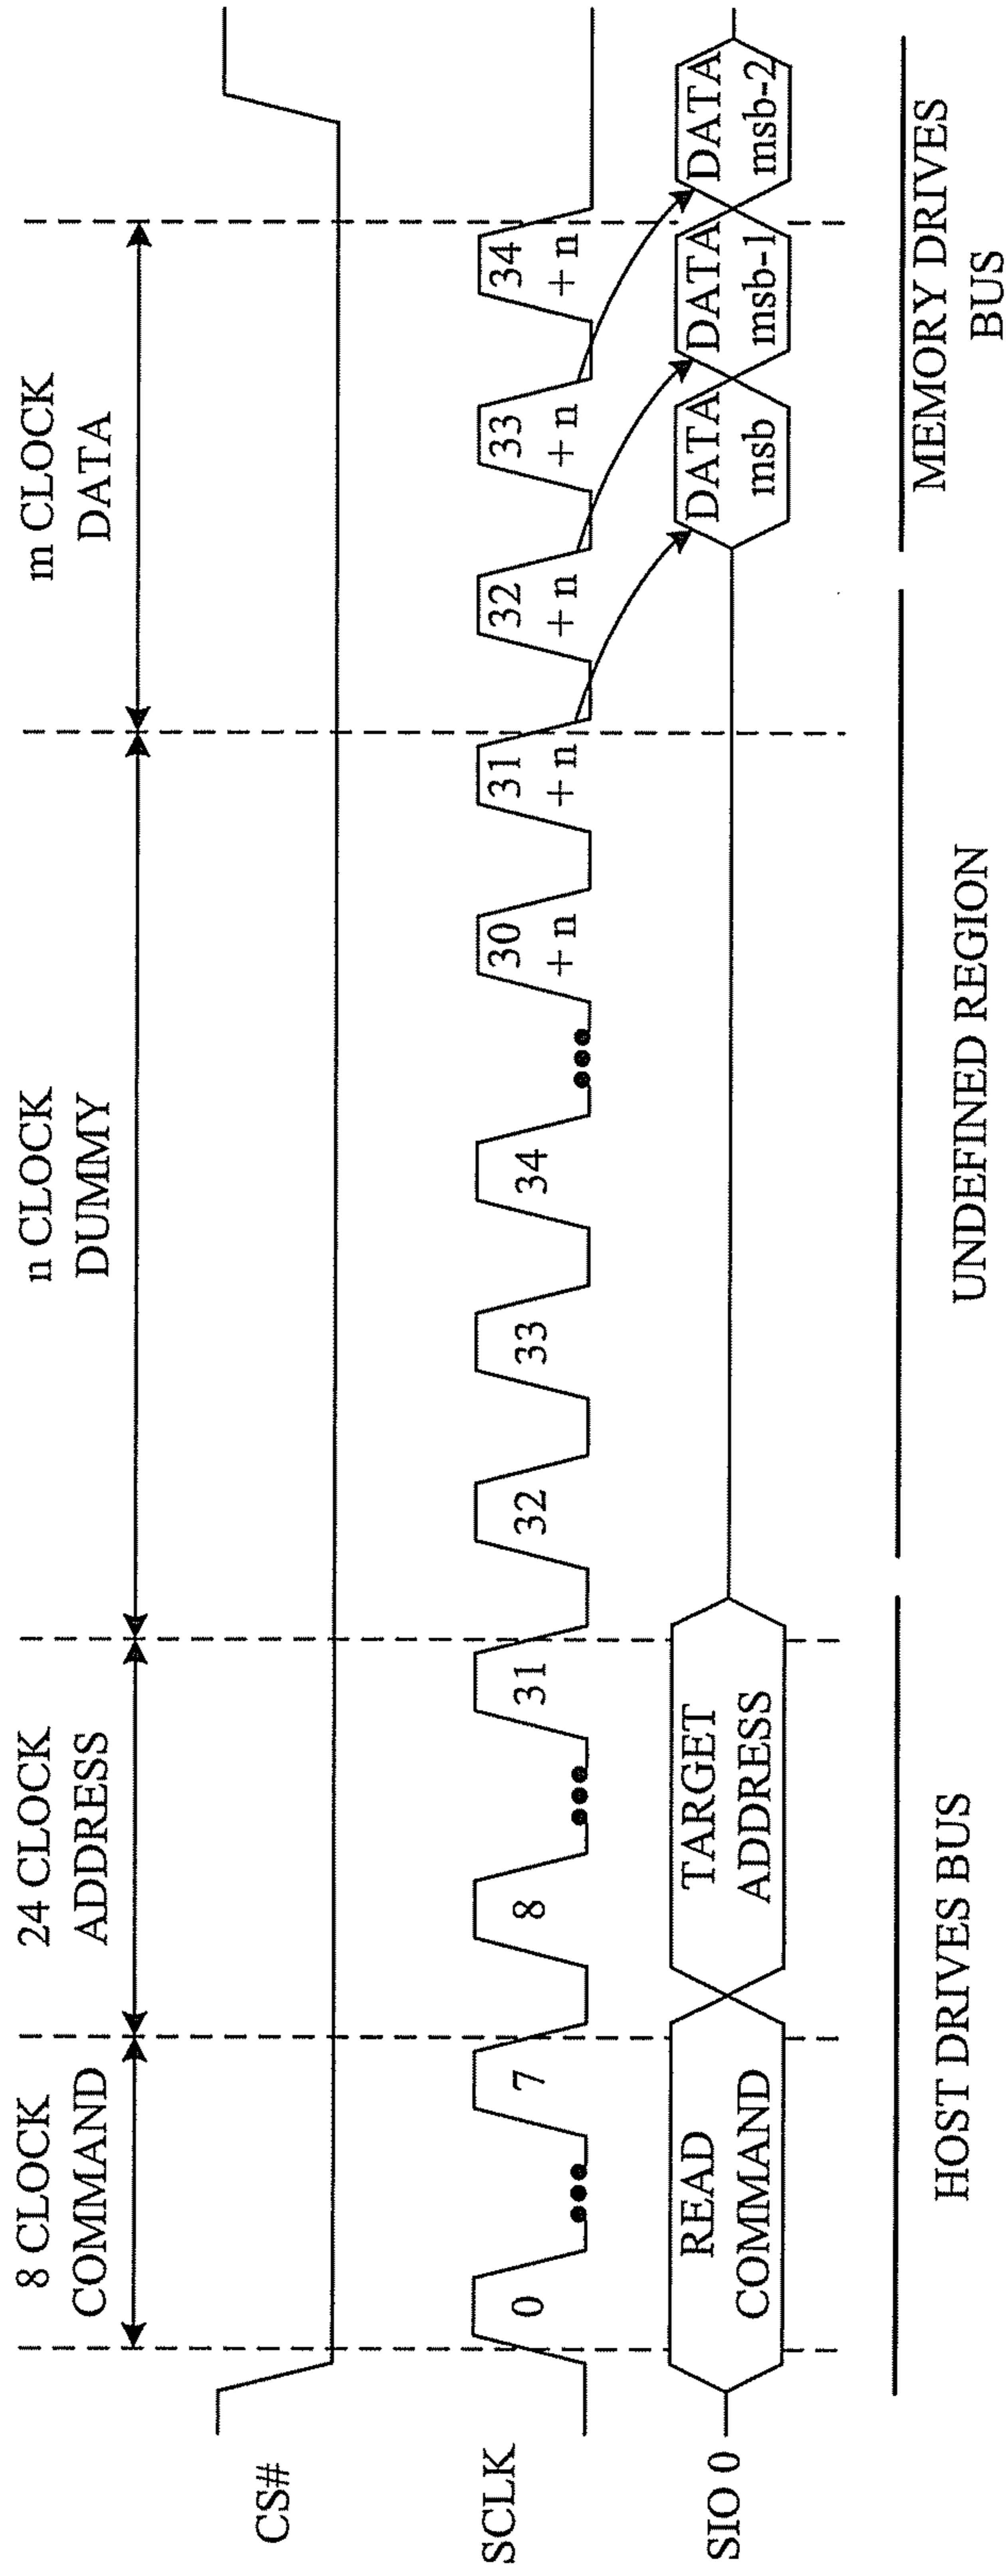 8 CLOCK
COMMAND
24 CLOCK
ADDRESS
n CLOCK
DUMMY
m CLOCK
DATA
CS#
SCLK
0
7
8
31
32
33
34
30
+n
31
+n
32
+n
33
+n
34
+n
SIO 0
READ
COMMAND
TARGET
ADDRESS
DATA
msb
DATA
msb-1
DATA
msb-2
HOST DRIVES BUS
UNDEFINED REGION
MEMORY DRIVES
BUS